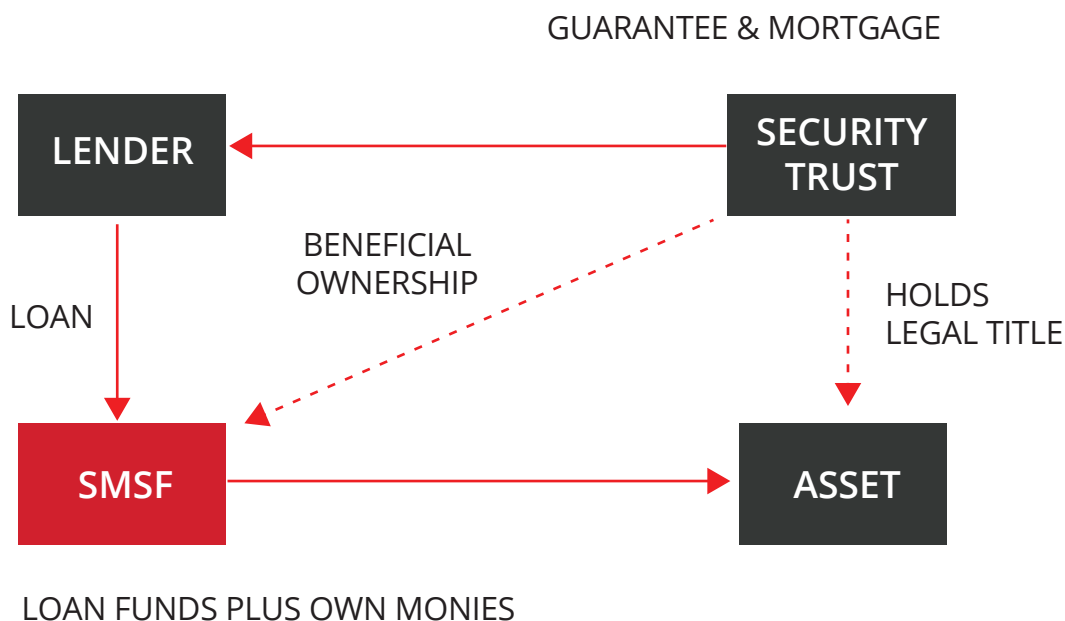 GUARANTEE & MORTGAGE
LENDER
SECURITY
TRUST
BENEFICIAL
OWNERSHIP
LOAN
HOLDS
LEGAL TITLE
SMSF
ASSET
LOAN FUNDS PLUS OWN MONIES